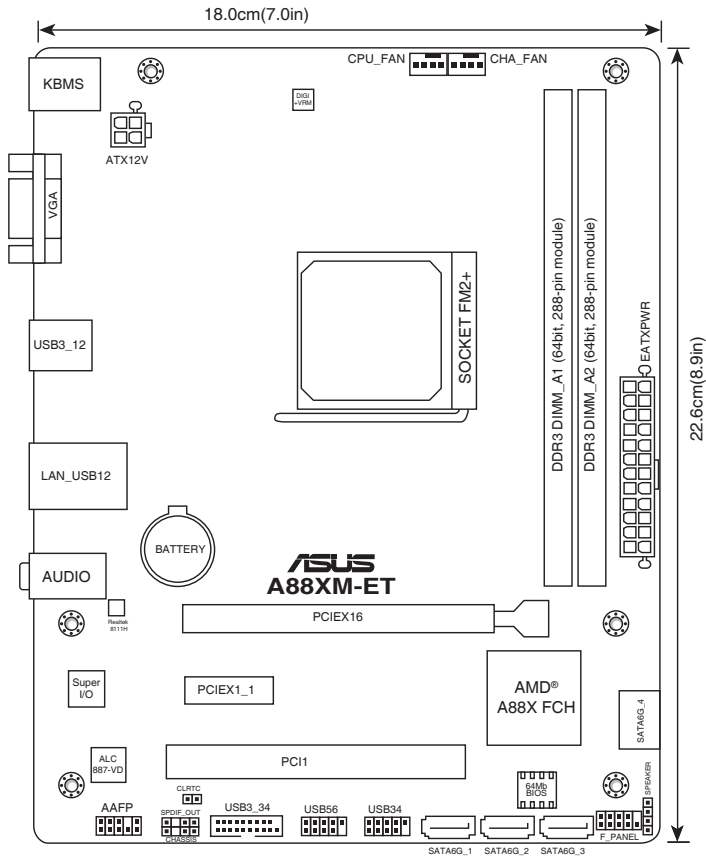 18.0cm(7.0in)
CPU_FAN
CHA_FAN
KBMS
DIGI
+VRM
ATX12V
VGA
SOCKET FM2+
DDR3 DIMM_A1 (64bit, 288-pin module)
DDR3 DIMM_A2 (64bit, 288-pin module)
EATXPWR
22.6cm(8.9in)
USB3_12
LAN_USB12
BATTERY
AUDIO
ASUS
A88XM-ET
Realtek
8111H
PCIEX16
Super
I/O
PCIEX1_1
AMD®
A88X FCH
SATA6G_4
ALC
887-VD
PCI1
64Mb
BIOS
SPEAKER
CLRTC
AAFP
SPDIF_OUT
CHASSIS
USB3_34
USB56
USB34
F_PANEL
SATA6G_1
SATA6G_2
SATA6G_3